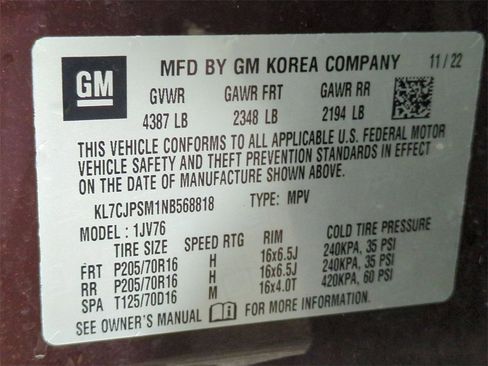 GM
MFD BY GM KOREA COMPANY 11/22
GVWR GAWR FRT GAWR RR
4387 LB 2348 LB 2194 LB
THIS VEHICLE CONFORMS TO ALL APPLICABLE U.S. FEDERAL MOTOR
VEHICLE SAFETY AND THEFT PREVENTION STANDARDS IN EFFECT
ON THE DATE OF MANUFACTURE SHOWN ABOVE.
KL7CJPSM1NB568818 TYPE: MPV
MODEL: 1JV76
TIRE SIZE SPEED RTG RIM COLD TIRE PRESSURE
FRT P205/70R16 H 16x6.5J 240KPA, 35 PSI
RR P205/70R16 H 16x6.5J 240KPA, 35 PSI
SPA T125/70D16 M 16x4.0T 420KPA, 60 PSI
SEE OWNER'S MANUAL FOR MORE INFORMATION.